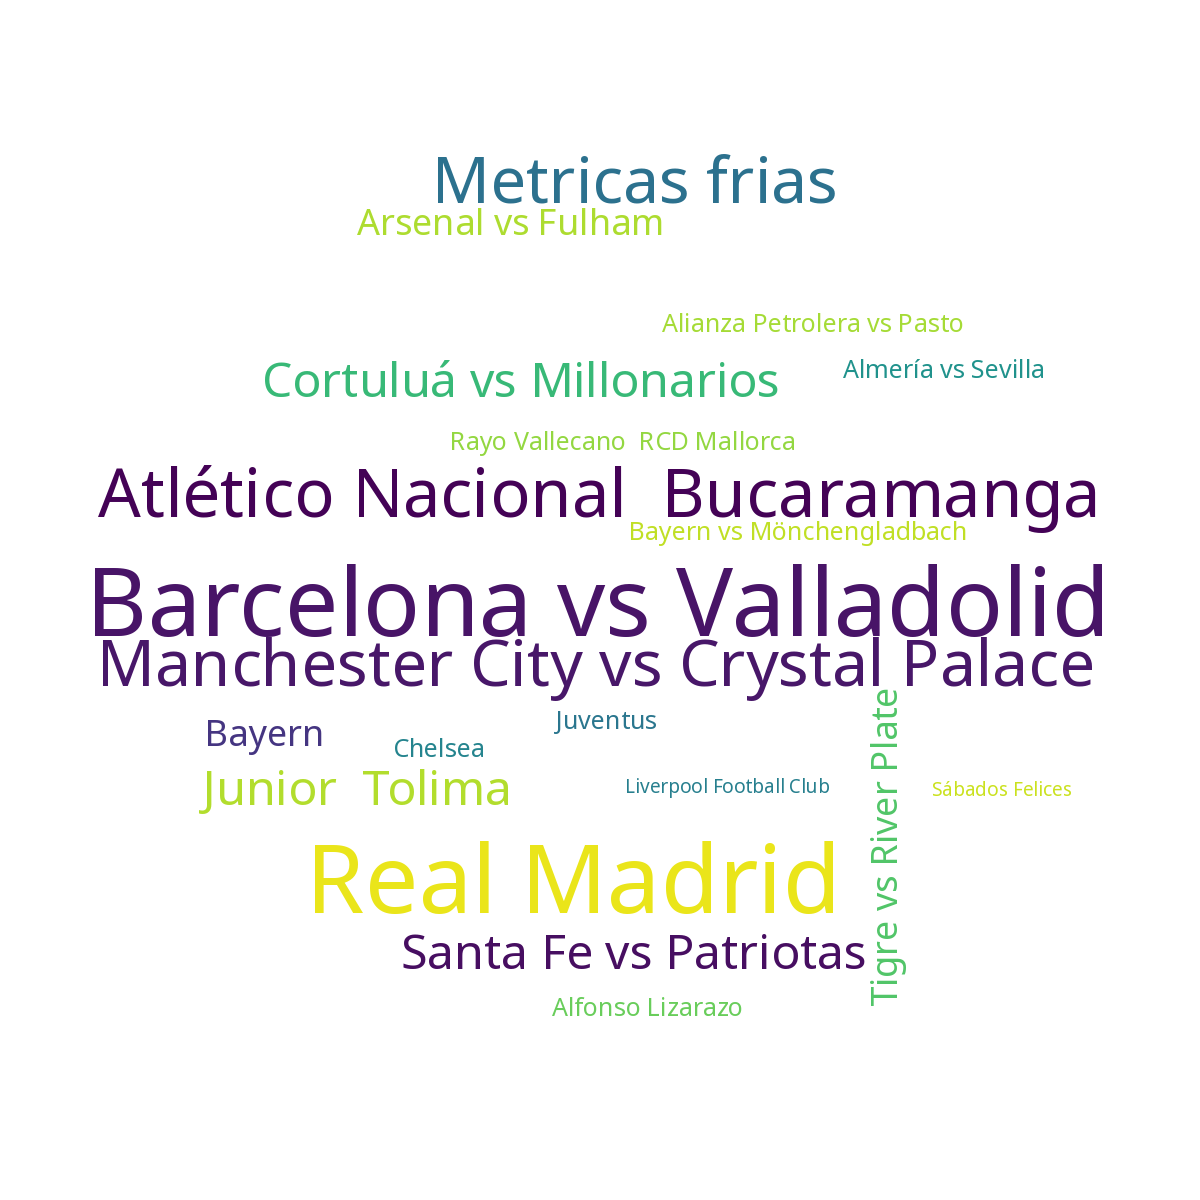 Metricas frias
Arsenal vs Fulham
Alianza Petrolera vs Pasto
Cortuluá vs Millonarios
Almería vs Sevilla
Rayo Vallecano  RCD Mallorca
Atlético Nacional  Bucaramanga
Bayern vs Mönchengladbach
Barcelona vs Valladolid
Manchester City vs Crystal Palace
Bayern
Juventus
Chelsea
Junior  Tolima
Liverpool Football Club
Sábados Felices
Tigre vs River Plate
Real Madrid
Santa Fe vs Patriotas
Alfonso Lizarazo